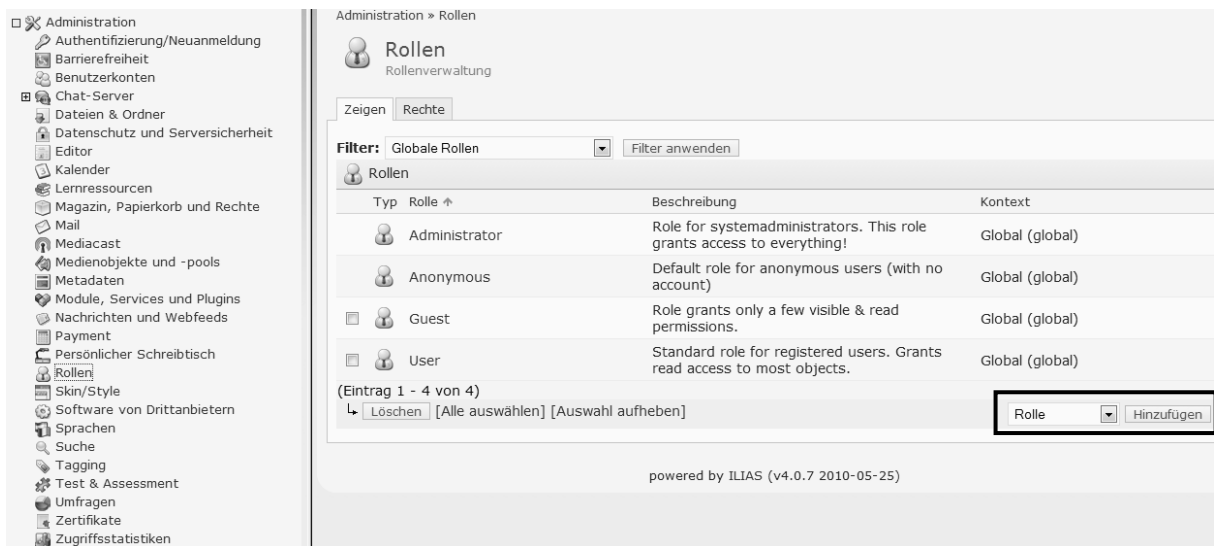 Administration
Authentifizierung/Neuanmeldung
Barrierefreiheit
Benutzerkonten
Chat-Server
Dateien & Ordner
Datenschutz und Serversicherheit
Editor
Kalender
Lernressourcen
Magazin, Papierkorb und Rechte
Mail
Mediacast
Medienobjekte und -pools
Metadaten
Module, Services und Plugins
Nachrichten und Webfeeds
Payment
Persönlicher Schreibtisch
Rollen
Skin/Style
Software von Drittanbietern
Sprachen
Suche
Tagging
Test & Assessment
Umfragen
Zertifikate
Zugriffsstatistiken
Administration » Rollen
Rollen
Rollenverwaltung
Zeigen Rechte
Filter: Globale Rollen Filter anwenden
Rollen
Typ Rolle Beschreibung Kontext
Administrator Role for systemadministrators. This role grants access to everything! Global (global)
Anonymous Default role for anonymous users (with no account) Global (global)
Guest Role grants only a few visible & read permissions. Global (global)
User Standard role for registered users. Grants read access to most objects. Global (global)
(Eintrag 1 - 4 von 4)
Löschen [Alle auswählen] [Auswahl aufheben] Rolle Hinzufügen
powered by ILIAS (v4.0.7 2010-05-25)